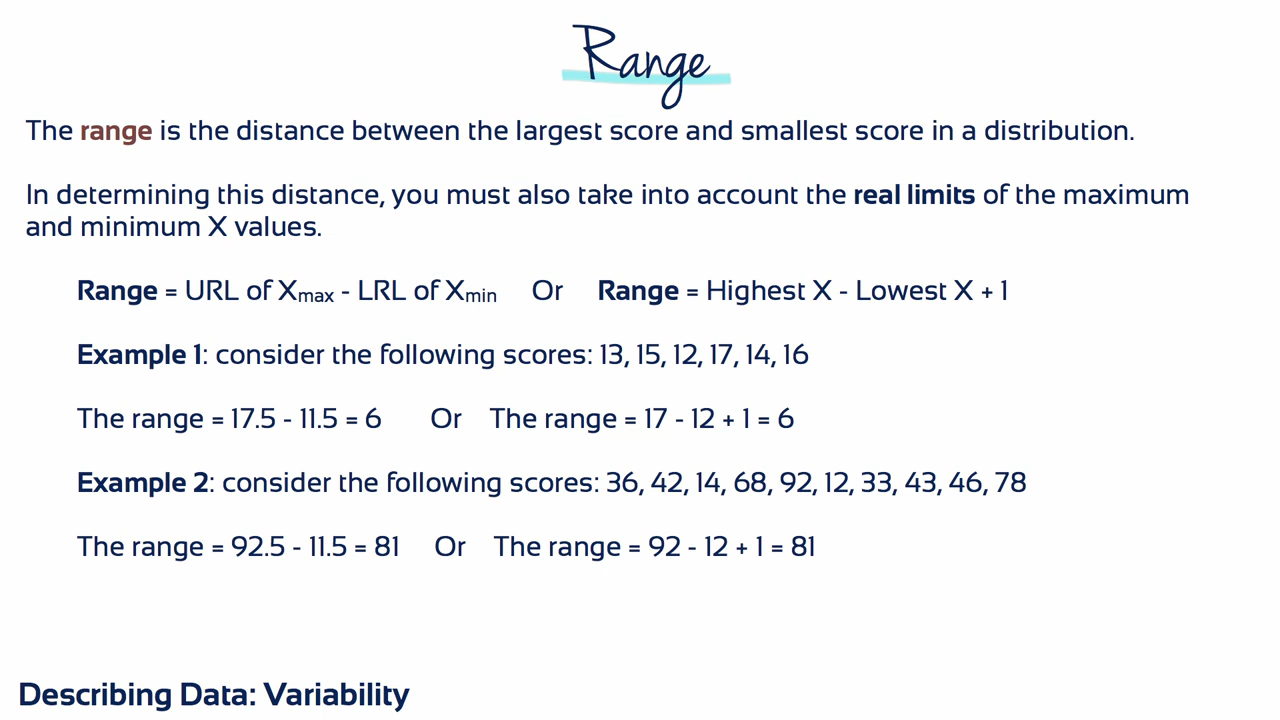 Range
The range is the distance between the largest score and smallest score in a distribution.
In determining this distance, you must also take into account the real limits of the maximum
and minimum X values.
Range = URL of Xmax - LRL of Xmin Or Range = Highest X - Lowest X + 1
Example 1: consider the following scores: 13, 15, 12, 17, 14, 16
The range = 17.5 - 11.5 = 6 Or The range = 17 - 12 + 1 = 6
Example 2: consider the following scores: 36, 42, 14, 68, 92, 12, 33, 43, 46, 78
The range = 92.5 - 11.5 = 81 Or The range = 92 - 12 + 1 = 81
Describing Data: Variability